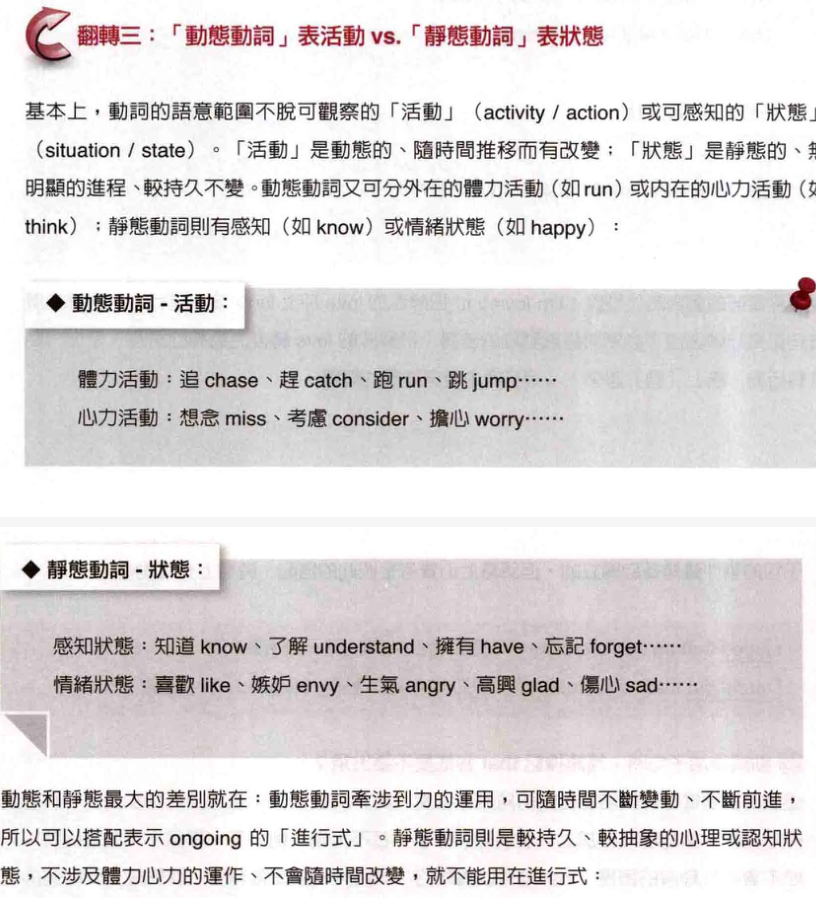 翻轉三：「動態動詞」表活動 vs.「靜態動詞」表狀態
基本上，動詞的語意範圍不脫可觀察的「活動」（activity / action）或可感知的「狀態」
（situation / state）。「活動」是動態的、隨時間推移而有改變；「狀態」是靜態的、
明顯的進程、較持久不變。動態動詞又可分外在的體力活動（如 run）或內在的心力活動（
think）；靜態動詞則有感知（如 know）或情緒狀態（如 happy）：
◆ 動態動詞 - 活動：
體力活動：追 chase、趕 catch、跑 run、跳 jump……
心力活動：想念 miss、考慮 consider、擔心 worry……
◆ 靜態動詞 - 狀態：
感知狀態：知道 know、了解 understand、擁有 have、忘記 forget……
情緒狀態：喜歡 like、嫉妒 envy、生氣 angry、高興 glad、傷心 sad……
動態和靜態最大的差別就在：動態動詞牽涉到力的運用，可隨時間不斷變動、不斷前進，
所以可以搭配表示 ongoing 的「進行式」。靜態動詞則是較持久、較抽象的心理或認知狀
態，不涉及體力心力的運作、不會隨時間改變，就不能用在進行式：